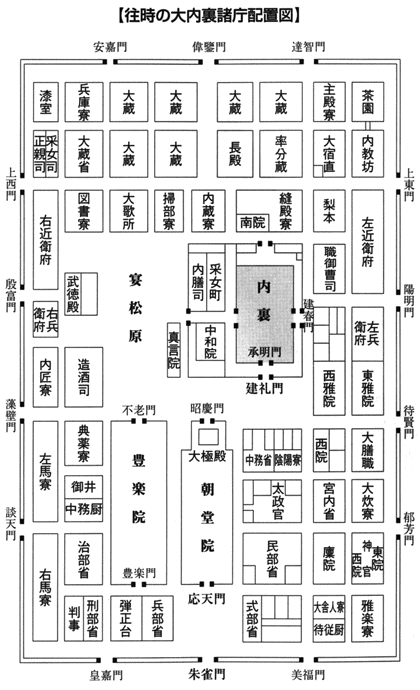 【往時の大内裏諸庁配置図】
安嘉門 偉鑒門 達智門
漆室 兵庫寮 大蔵 大蔵 大蔵 大蔵 主殿寮 茶園
正親司 采女司 大蔵省 大蔵 大蔵 長殿 率分蔵 大宿直 内教坊
上西門 上東門
右近衛府 図書寮 大歌所 掃部寮 内蔵寮 南院 縫殿寮 梨本 左近衛府
殷富門 武徳殿 宴松原 内膳司 采女町 内裏 建春門 職御曹司 陽明門
右兵衛府 真言院 中和院 承明門 左兵衛府
内匠寮 造酒司 建礼門 西雅院 東雅院
藻壁門 不老門 昭慶門 待賢門
左馬寮 典薬寮 豊楽院 大極殿 朝堂院 中務省 陰陽寮 西院 大膳職
御井 中務厨 太政官 宮内省 大炊寮
談天門 郁芳門
右馬寮 治部省 豊楽門 民部省 廩院 神官 西院 東院
応天門
判事 刑部省 弾正台 兵部省 式部省 大舎人寮 侍従厨 雅楽寮
皇嘉門 朱雀門 美福門